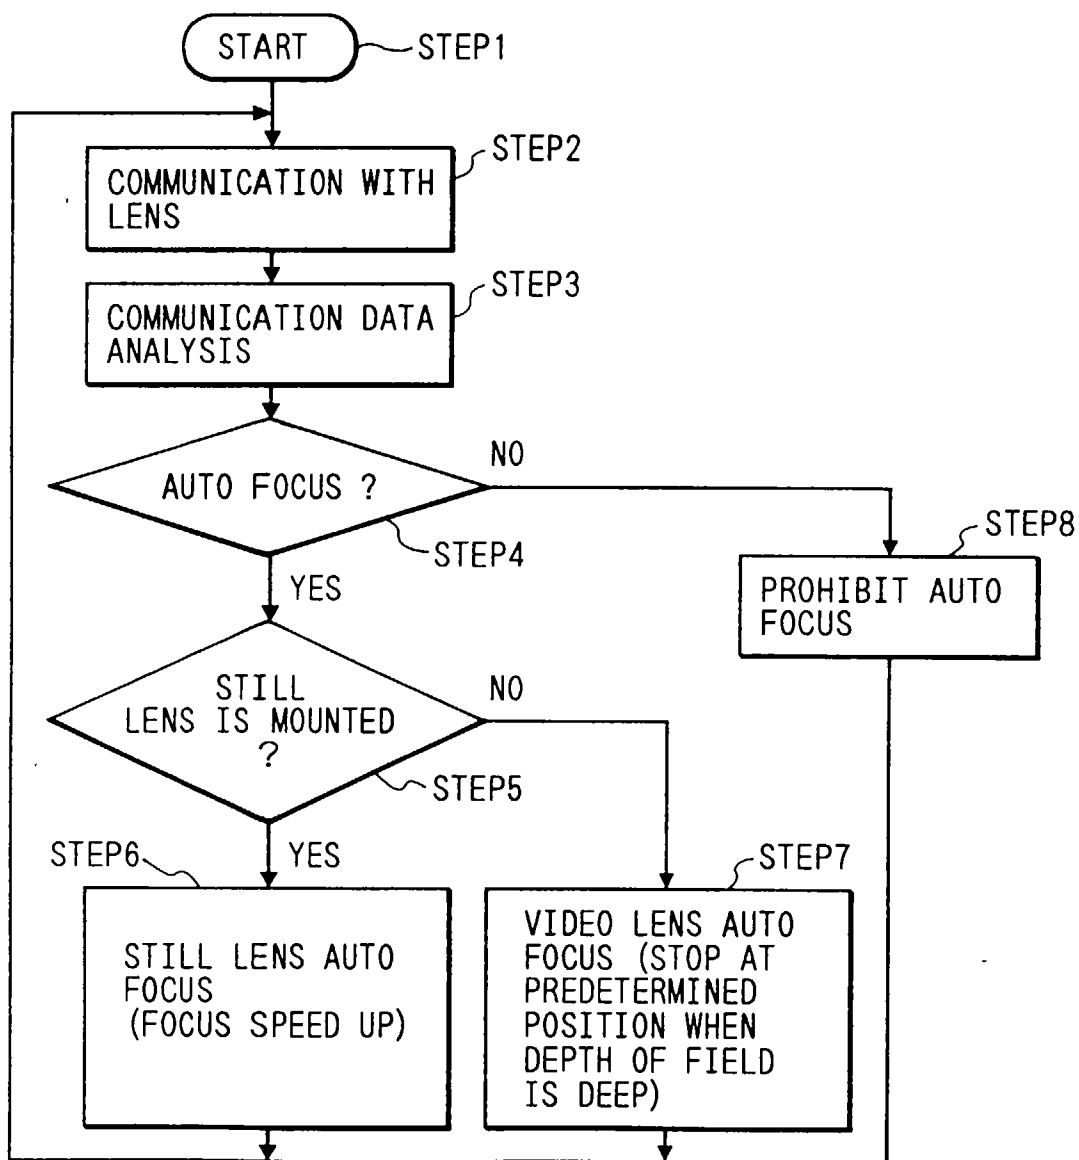 START
STEP1
STEP2
COMMUNICATION WITH
LENS
STEP3
COMMUNICATION DATA
ANALYSIS
AUTO FOCUS ?
NO
STEP4
YES
STEP8
PROHIBIT AUTO
FOCUS
STILL
LENS IS MOUNTED
?
NO
STEP5
YES
STEP6
STILL LENS AUTO
FOCUS
(FOCUS SPEED UP)
STEP7
VIDEO LENS AUTO
FOCUS (STOP AT
PREDETERMINED
POSITION WHEN
DEPTH OF FIELD
IS DEEP)